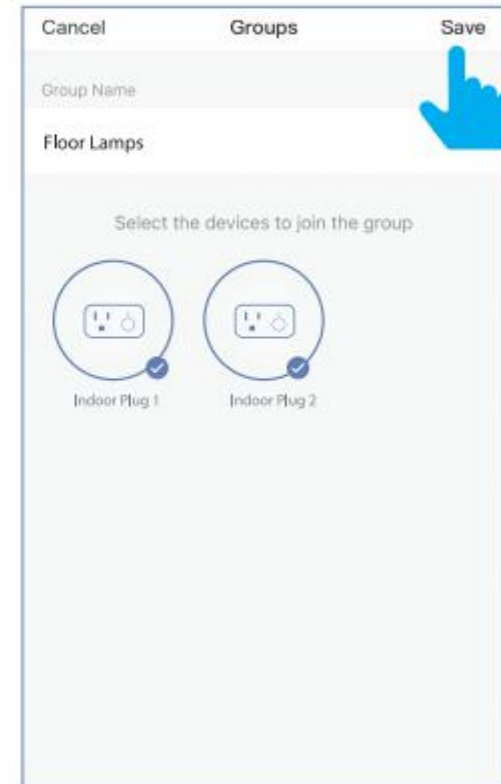 Cancel Groups Save
Group Name
Floor Lamps
Select the devices to join the group
Indoor Plug 1 Indoor Plug 2